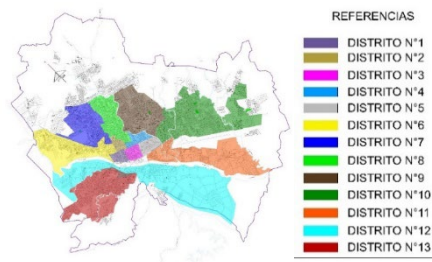 REFERENCIAS
DISTRITO N°1
DISTRITO N°2
DISTRITO N°3
DISTRITO N°4
DISTRITO N°5
DISTRITO N°6
DISTRITO N°7
DISTRITO N°8
DISTRITO N°9
DISTRITO N°10
DISTRITO N°11
DISTRITO N°12
DISTRITO N°13